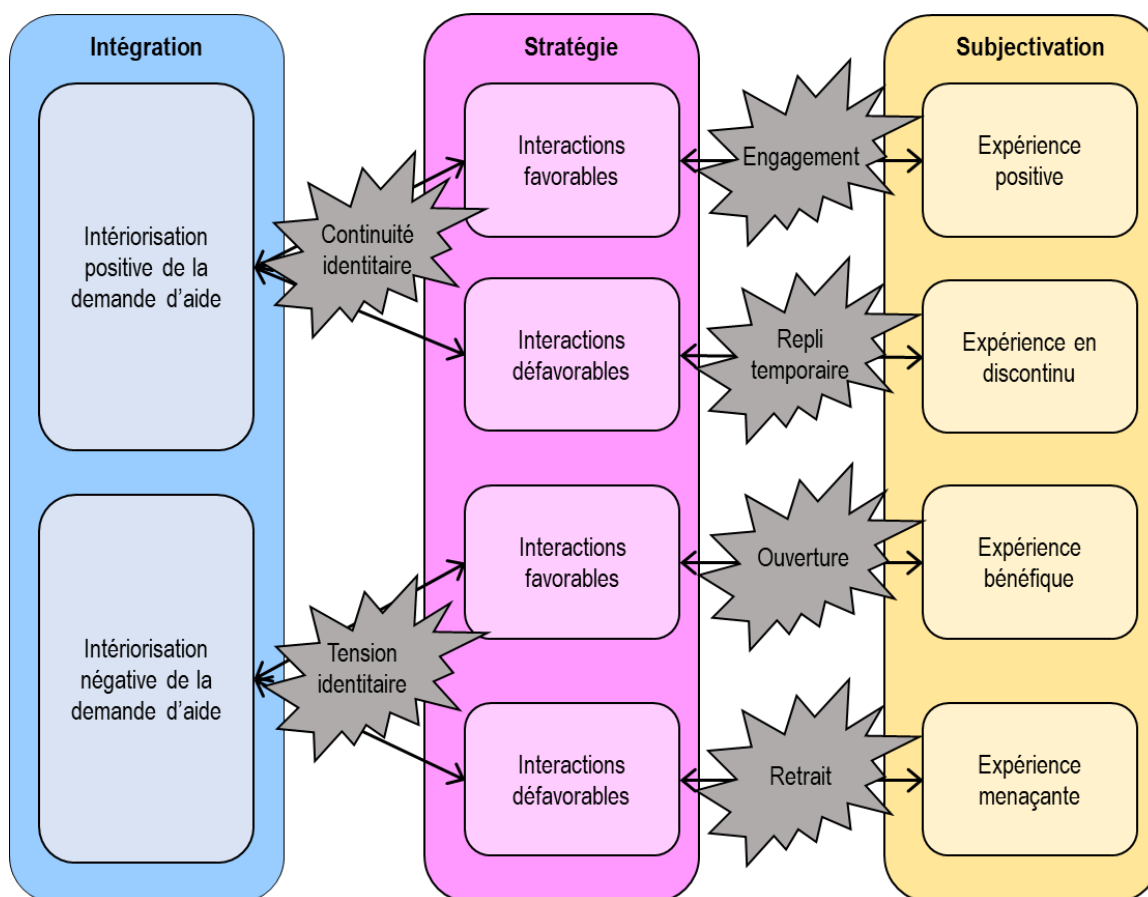 Intégration
Stratégie
Subjectivation
Intériorisation
positive de la
demande d'aide
Continuité
identitaire
Interactions
favorables
Engagement
Expérience
positive
Interactions
défavorables
Repli
temporaire
Expérience en
discontinu
Intériorisation
négative de la
demande d'aide
Tension
identitaire
Interactions
favorables
Ouverture
Expérience
bénéfique
Interactions
défavorables
Retrait
Expérience
menaçante